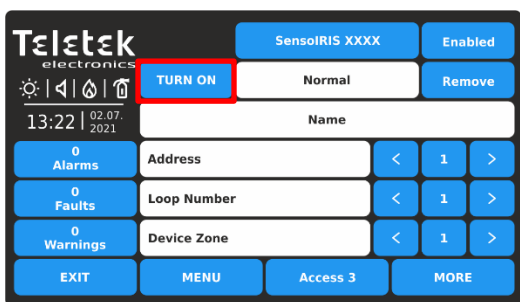 Teletek
electronics
SensoIRIS XXXX
Enabled
TURN ON
Normal
Remove
13:22
02.07.
2021
Name
0
Alarms
Address
<
1
>
0
Faults
Loop Number
<
1
>
0
Warnings
Device Zone
<
1
>
EXIT
MENU
Access 3
MORE